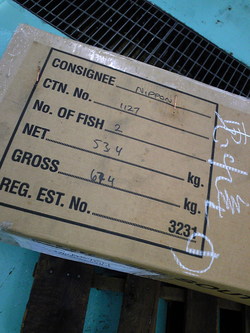 CONSIGNEE NIPPON
CTN. No. 1127
No. OF FISH 2
NET 534 kg.
GROSS 674 kg.
REG. EST. No. 3231